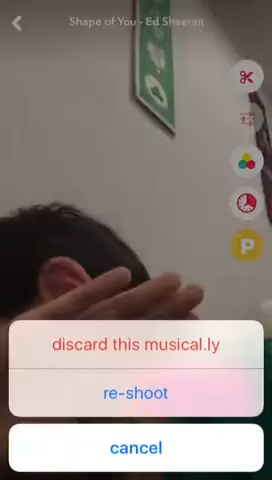 Shape of You - Ed Sheeran
P
discard this musical.ly
re-shoot
cancel